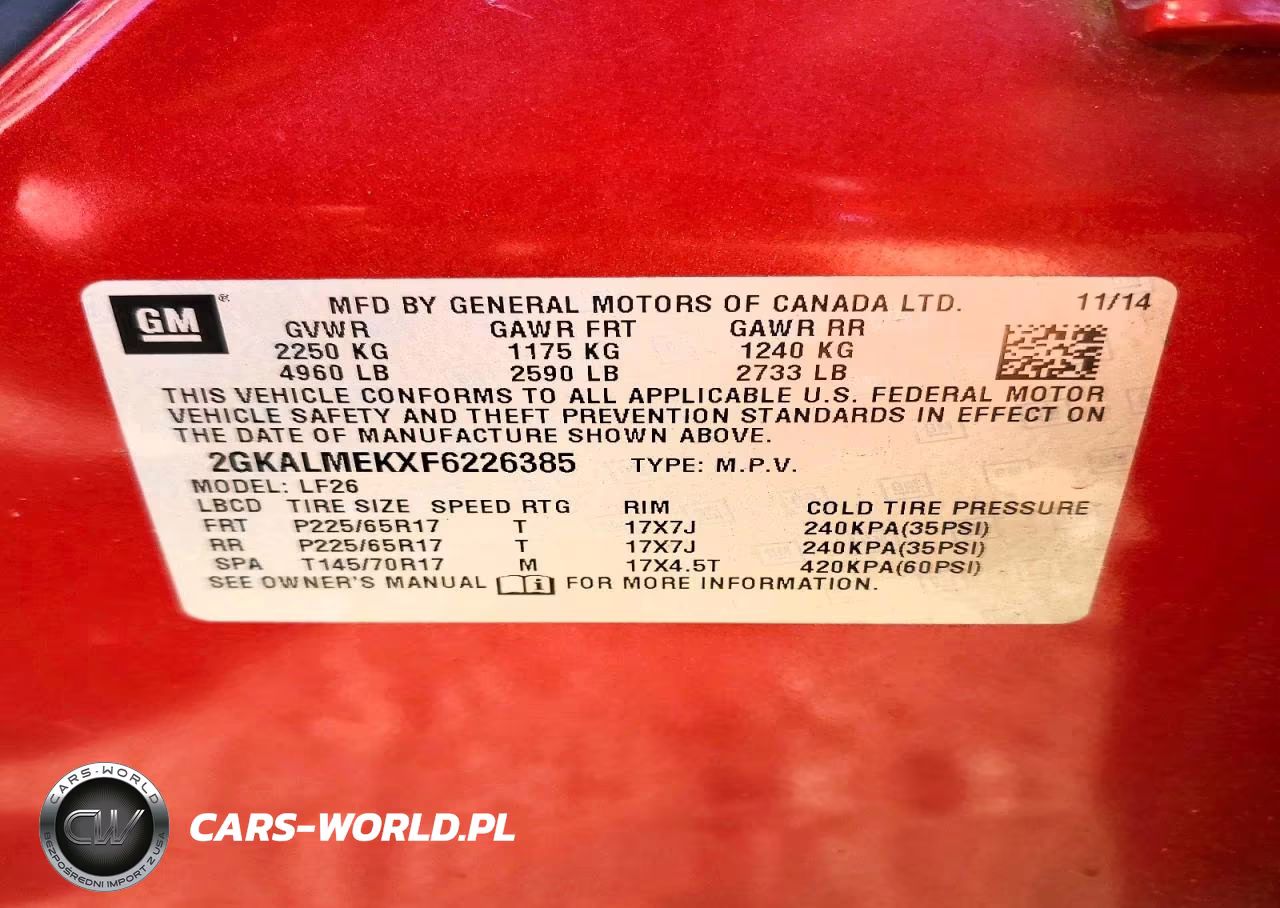 GM ® MFD BY GENERAL MOTORS OF CANADA LTD. 11/14
GVWR GAWR FRT GAWR RR
2250 KG 1175 KG 1240 KG
4960 LB 2590 LB 2733 LB
THIS VEHICLE CONFORMS TO ALL APPLICABLE U.S. FEDERAL MOTOR
VEHICLE SAFETY AND THEFT PREVENTION STANDARDS IN EFFECT ON
THE DATE OF MANUFACTURE SHOWN ABOVE.
2GKALMEKXF6226385 TYPE: M.P.V.
MODEL: LF26
LBCD TIRE SIZE SPEED RTG RIM COLD TIRE PRESSURE
FRT P225/65R17 T 17X7J 240KPA(35PSI)
RR P225/65R17 T 17X7J 240KPA(35PSI)
SPA T145/70R17 M 17X4.5T 420KPA(60PSI)
SEE OWNER'S MANUAL FOR MORE INFORMATION.
CARS-WORLD
CW
BEZPOŚREDNI IMPORT Z USA
CARS-WORLD.PL